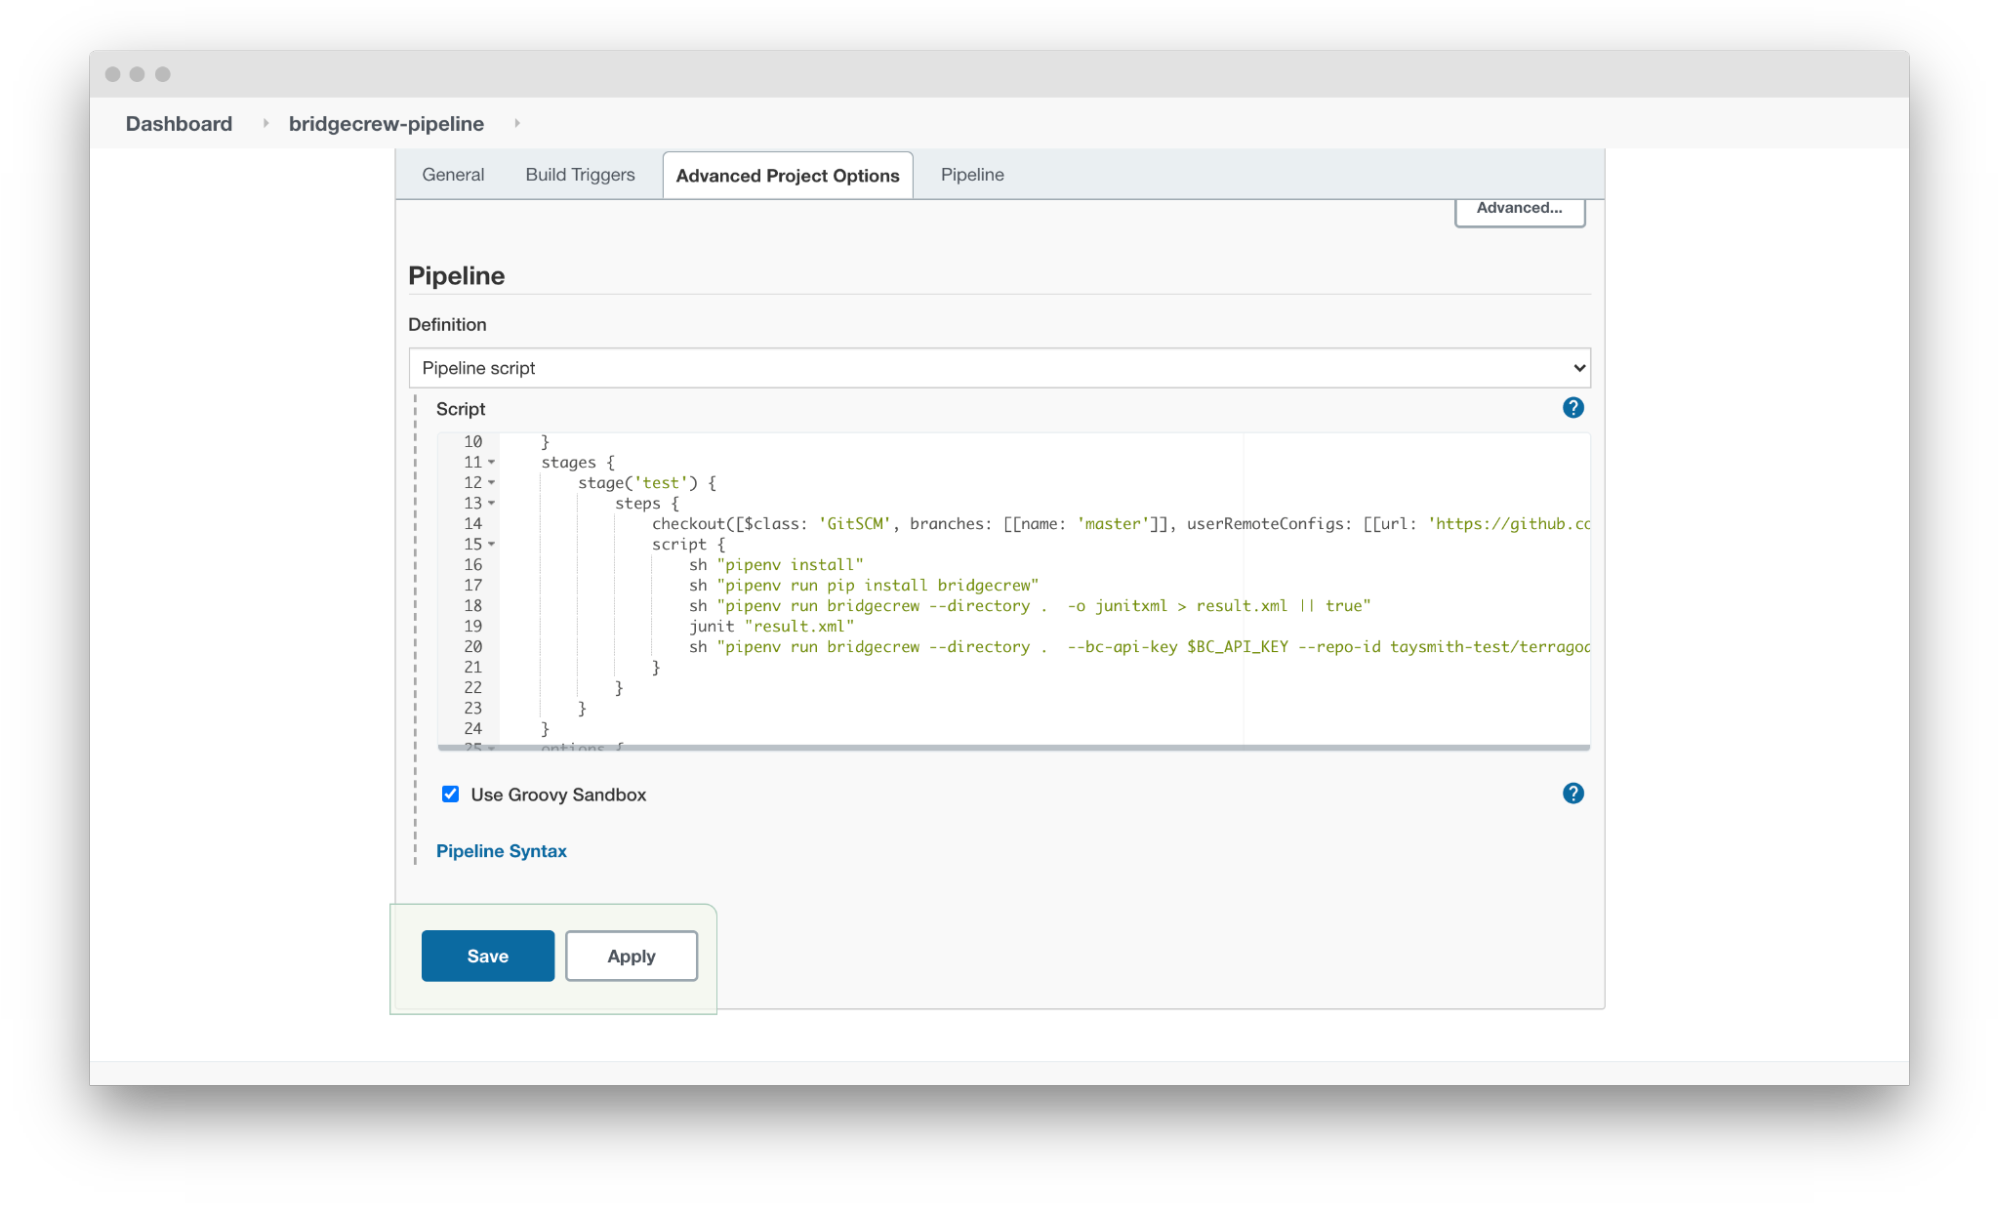 Dashboard bridgecrew-pipeline
General Build Triggers Advanced Project Options Pipeline
Advanced...
Pipeline
Definition
Pipeline script
Script
10 }
11 stages {
12 stage('test') {
13 steps {
14 checkout([$class: 'GitSCM', branches: [[name: 'master']], userRemoteConfigs: [[url: 'https://github.co
15 script {
16 sh "pipenv install"
17 sh "pipenv run pip install bridgecrew"
18 sh "pipenv run bridgecrew --directory .  -o junitxml > result.xml || true"
19 junit "result.xml"
20 sh "pipenv run bridgecrew --directory .  --bc-api-key $BC_API_KEY --repo-id taysmith-test/terragoa
21 }
22 }
23 }
24 }
25 options {
Use Groovy Sandbox
Pipeline Syntax
Save Apply